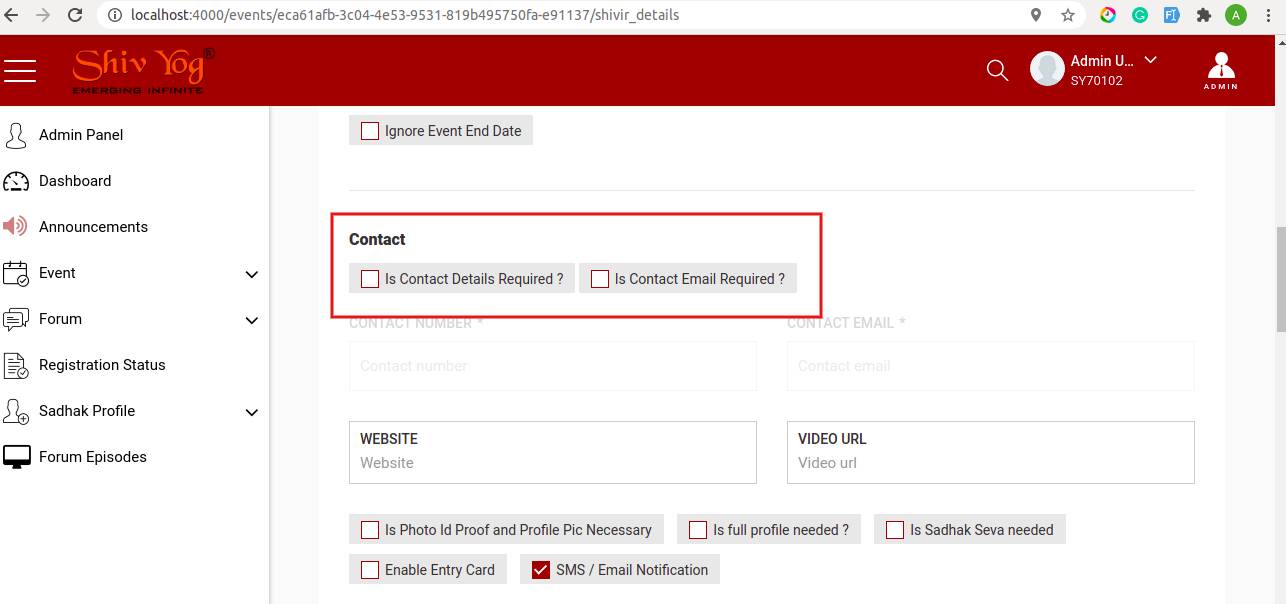 localhost:4000/events/eca61afb-3c04-4e53-9531-819b495750fa-e91137/shivir_details
A
Shiv Yog®
EMERGING INFINITE
Admin U...
SY70102
ADMIN
Admin Panel
Dashboard
Announcements
Event
Forum
Registration Status
Sadhak Profile
Forum Episodes
Ignore Event End Date
Contact
Is Contact Details Required ? Is Contact Email Required ?
CONTACT NUMBER * CONTACT EMAIL *
Contact number Contact email
WEBSITE VIDEO URL
Website Video url
Is Photo Id Proof and Profile Pic Necessary Is full profile needed ? Is Sadhak Seva needed
Enable Entry Card SMS / Email Notification